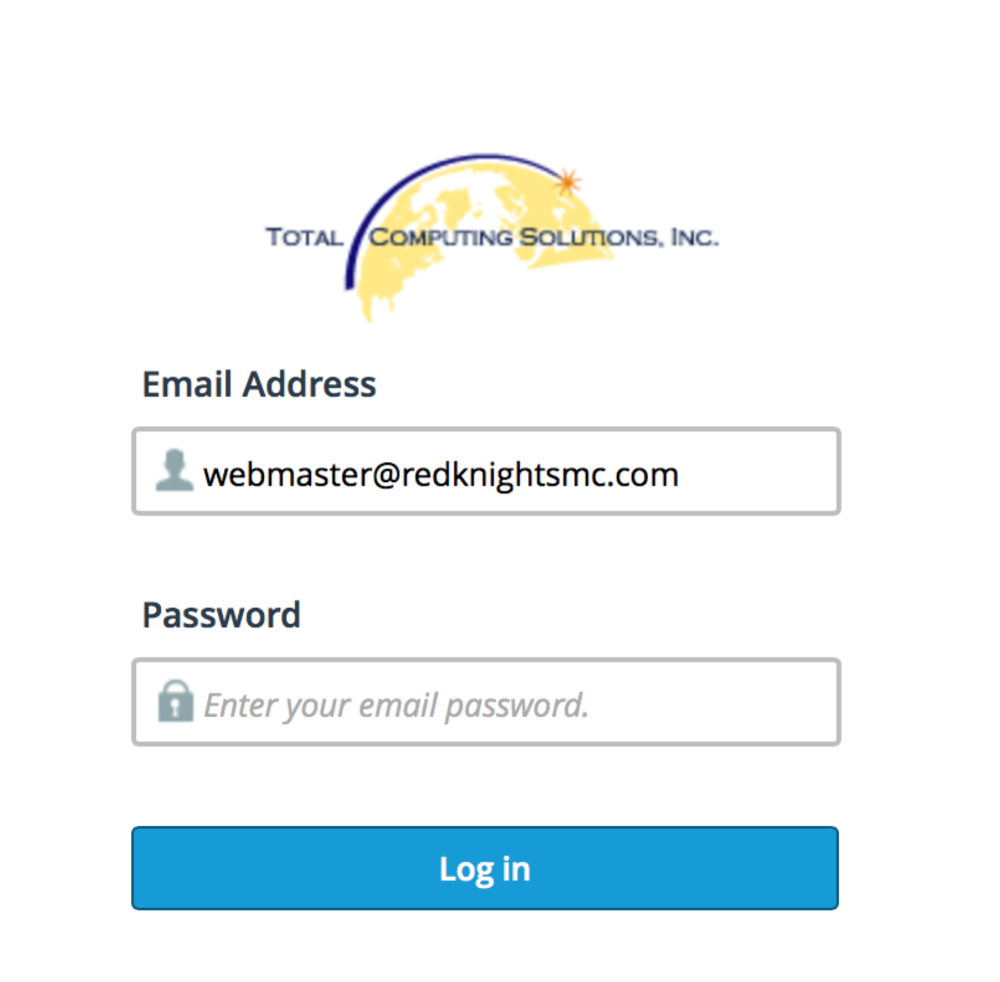 Total Computing Solutions, Inc.
Email Address
webmaster@redknightsmc.com
Password
Enter your email password.
Log in